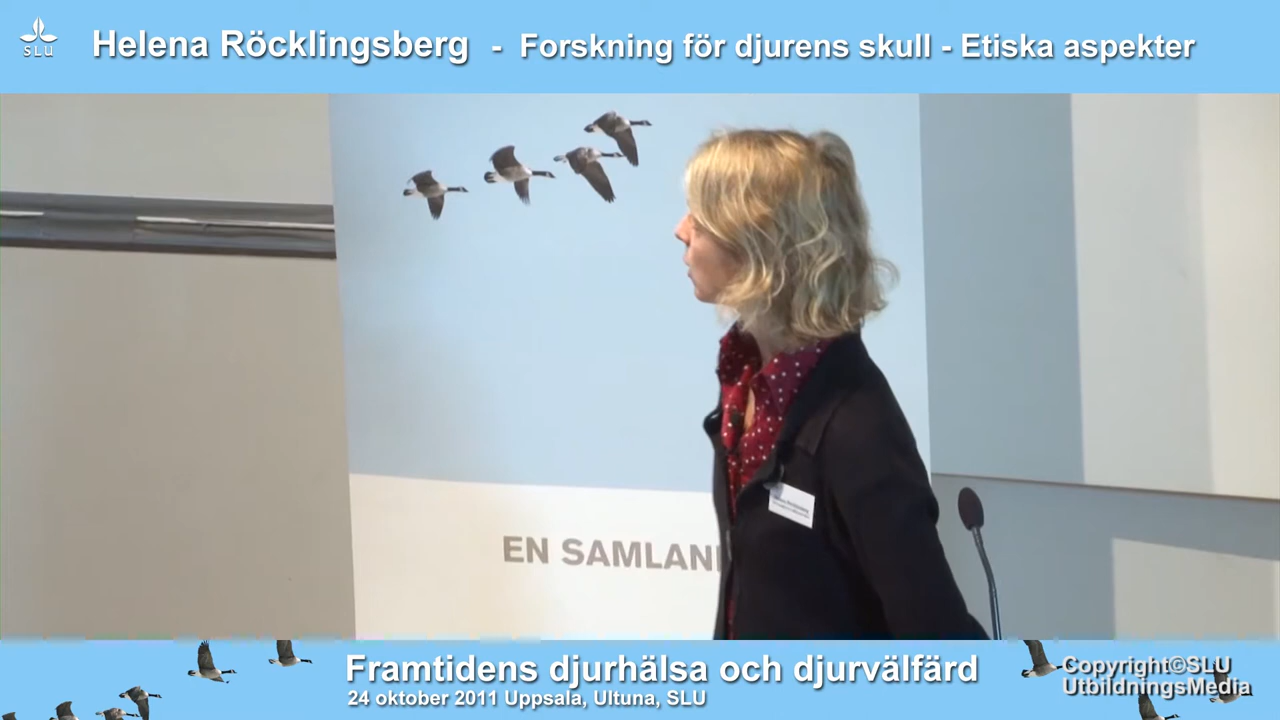 SLU
Helena Röcklingsberg - Forskning för djurens skull - Etiska aspekter
EN SAMLAN
Framtidens djurhälsa och djurvälfärd
24 oktober 2011 Uppsala, Ultuna, SLU
Copyright©SLU
UtbildningsMedia